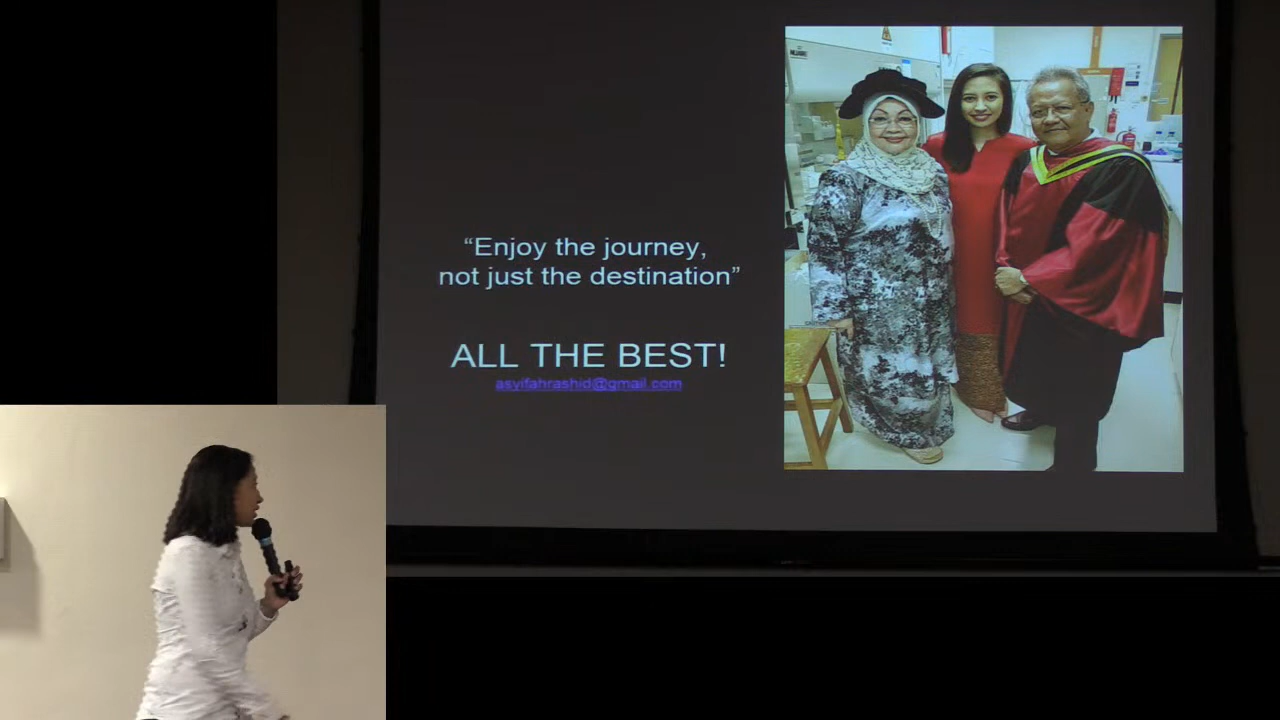 “Enjoy the journey,
not just the destination”
ALL THE BEST!
asyifahrashid@gmail.com